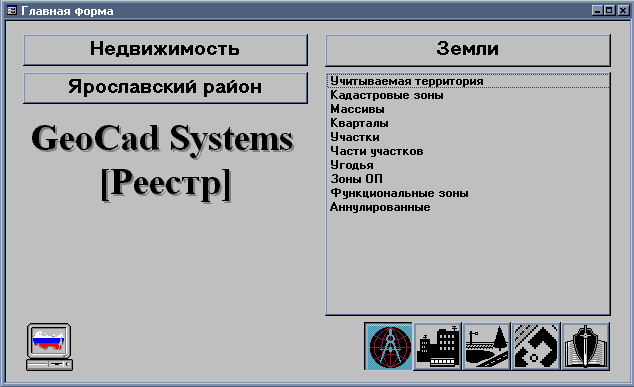 Главная форма
Недвижимость
Ярославский район
GeoCad Systems
[Реестр]
Земли
Учитываемая территория
Кадастровые зоны
Массивы
Кварталы
Участки
Части участков
Угодья
Зоны ОП
Функциональные зоны
Аннулированные